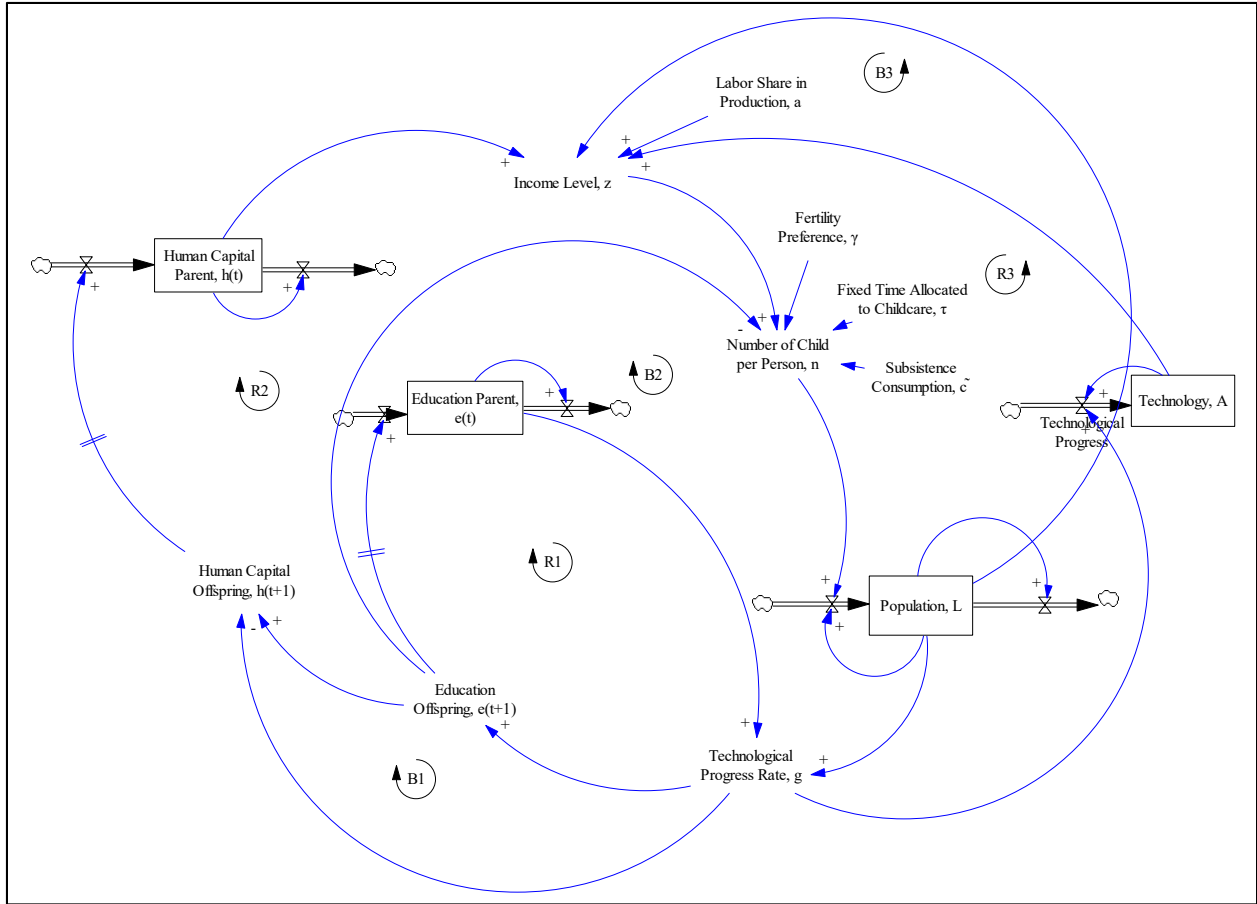 B3
Labor Share in
Production, a
+
+
+
Income Level, z
Fertility
Preference, γ
Human Capital
Parent, h(t)
+
+
R3
Fixed Time Allocated
to Childcare, τ
-
+
Number of Child
per Person, n
Subsistence
Consumption, c̃
R2
B2
Education Parent,
e(t)
+
+
+
Technology, A
+
Technological
Progress
R1
Human Capital
Offspring, h(t+1)
+
+
+
Population, L
-
+
Education
Offspring, e(t+1)
+
+
+
Technological
Progress Rate, g
B1